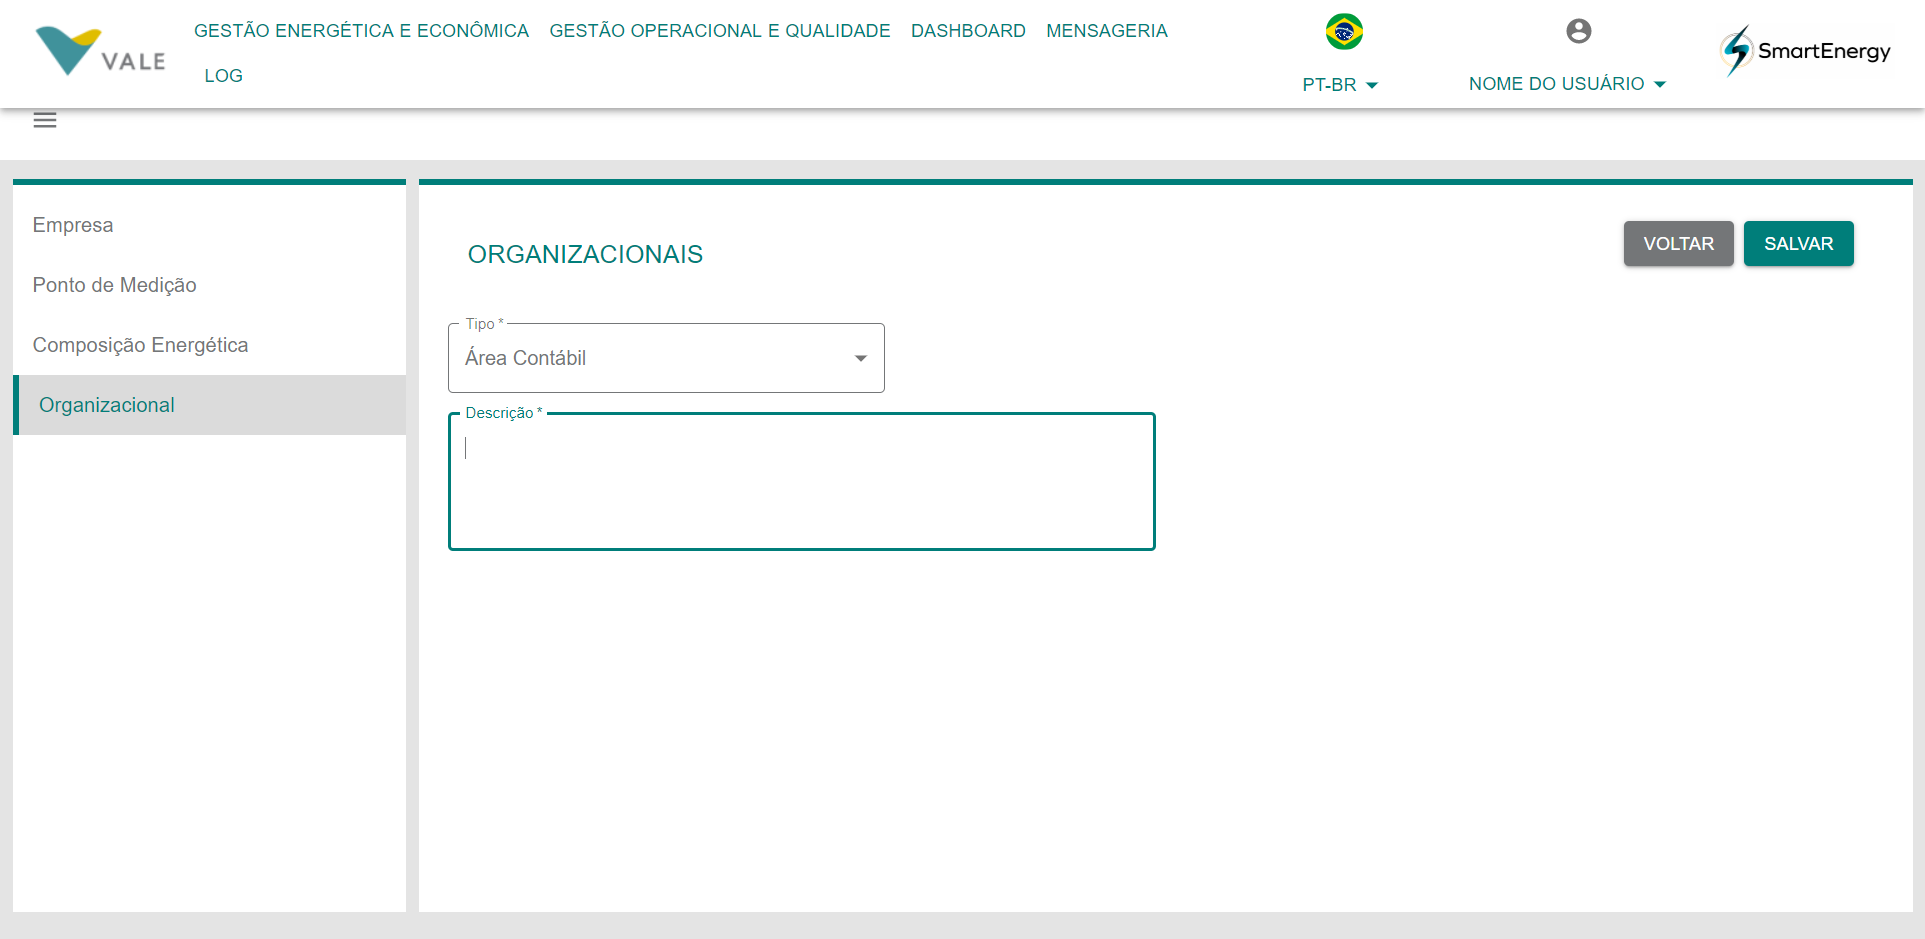 VALE
GESTÃO ENERGÉTICA E ECONÔMICA GESTÃO OPERACIONAL E QUALIDADE DASHBOARD MENSAGERIA
LOG
PT-BR
NOME DO USUÁRIO
SmartEnergy
Empresa
Ponto de Medição
Composição Energética
Organizacional
ORGANIZACIONAIS
VOLTAR SALVAR
Tipo *
Área Contábil
Descrição *